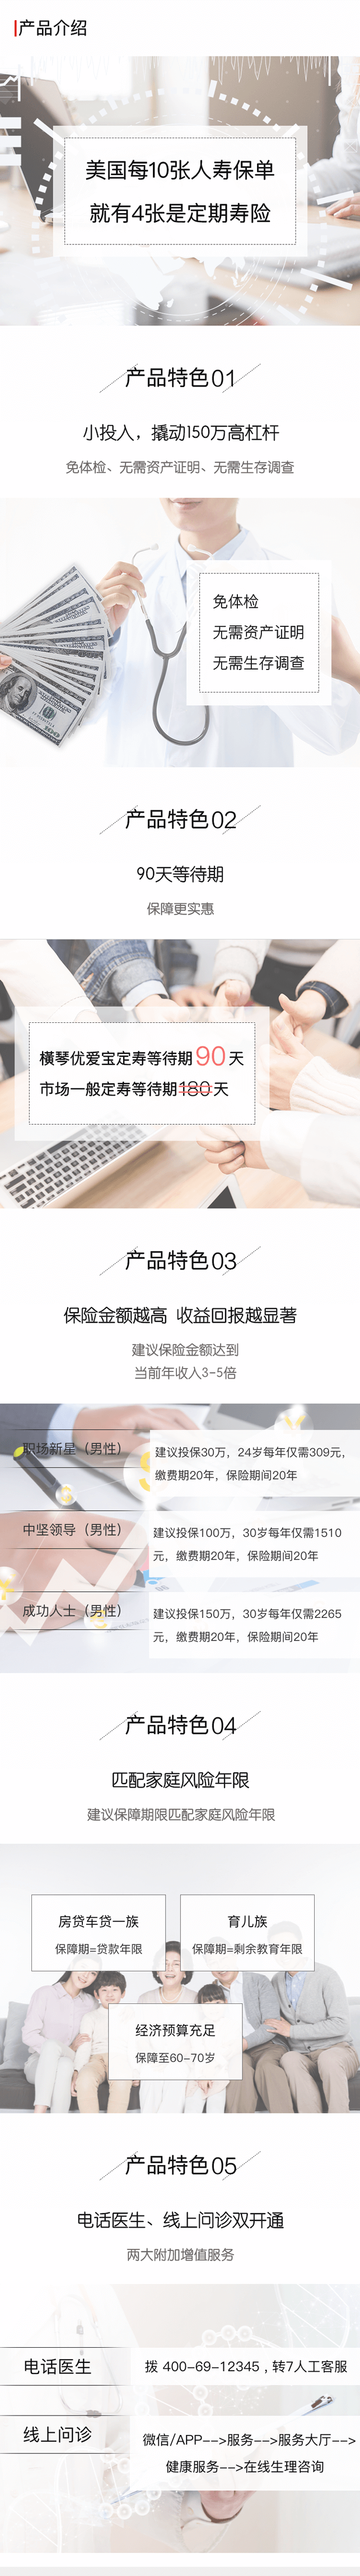 产品介绍
美国每10张人寿保单
就有4张是定期寿险
产品特色01
小投入，撬动150万高杠杆
免体检、无需资产证明、无需生存调查
免体检
无需资产证明
无需生存调查
产品特色02
90天等待期
保障更实惠
横琴优爱宝定寿等待期90天
市场一般定寿等待期180天
产品特色03
保险金额越高 收益回报越显著
建议保险金额达到
当前年收入3-5倍
职场新星（男性）
建议投保30万，24岁每年仅需309元，
缴费期20年，保险期间20年
中坚领导（男性）
建议投保100万，30岁每年仅需1510
元，缴费期20年，保险期间20年
成功人士（男性）
建议投保150万，30岁每年仅需2265
元，缴费期20年，保险期间20年
产品特色04
匹配家庭风险年限
建议保障期限匹配家庭风险年限
房贷车贷一族
保障期=贷款年限
育儿族
保障期=剩余教育年限
经济预算充足
保障至60-70岁
产品特色05
电话医生、线上问诊双开通
两大附加增值服务
电话医生
拨 400-69-12345，转7人工客服
线上问诊
微信/APP-->服务-->服务大厅-->
健康服务-->在线生理咨询